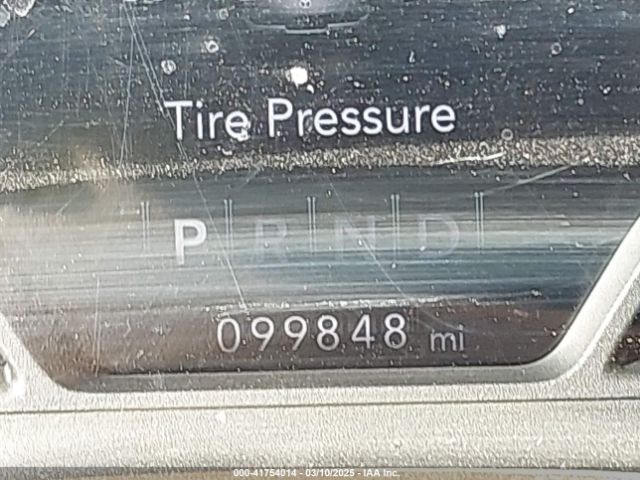 Tire Pressure
P R N D
099848 mi
000-41754014 - 03/10/2025 - IAA Inc.